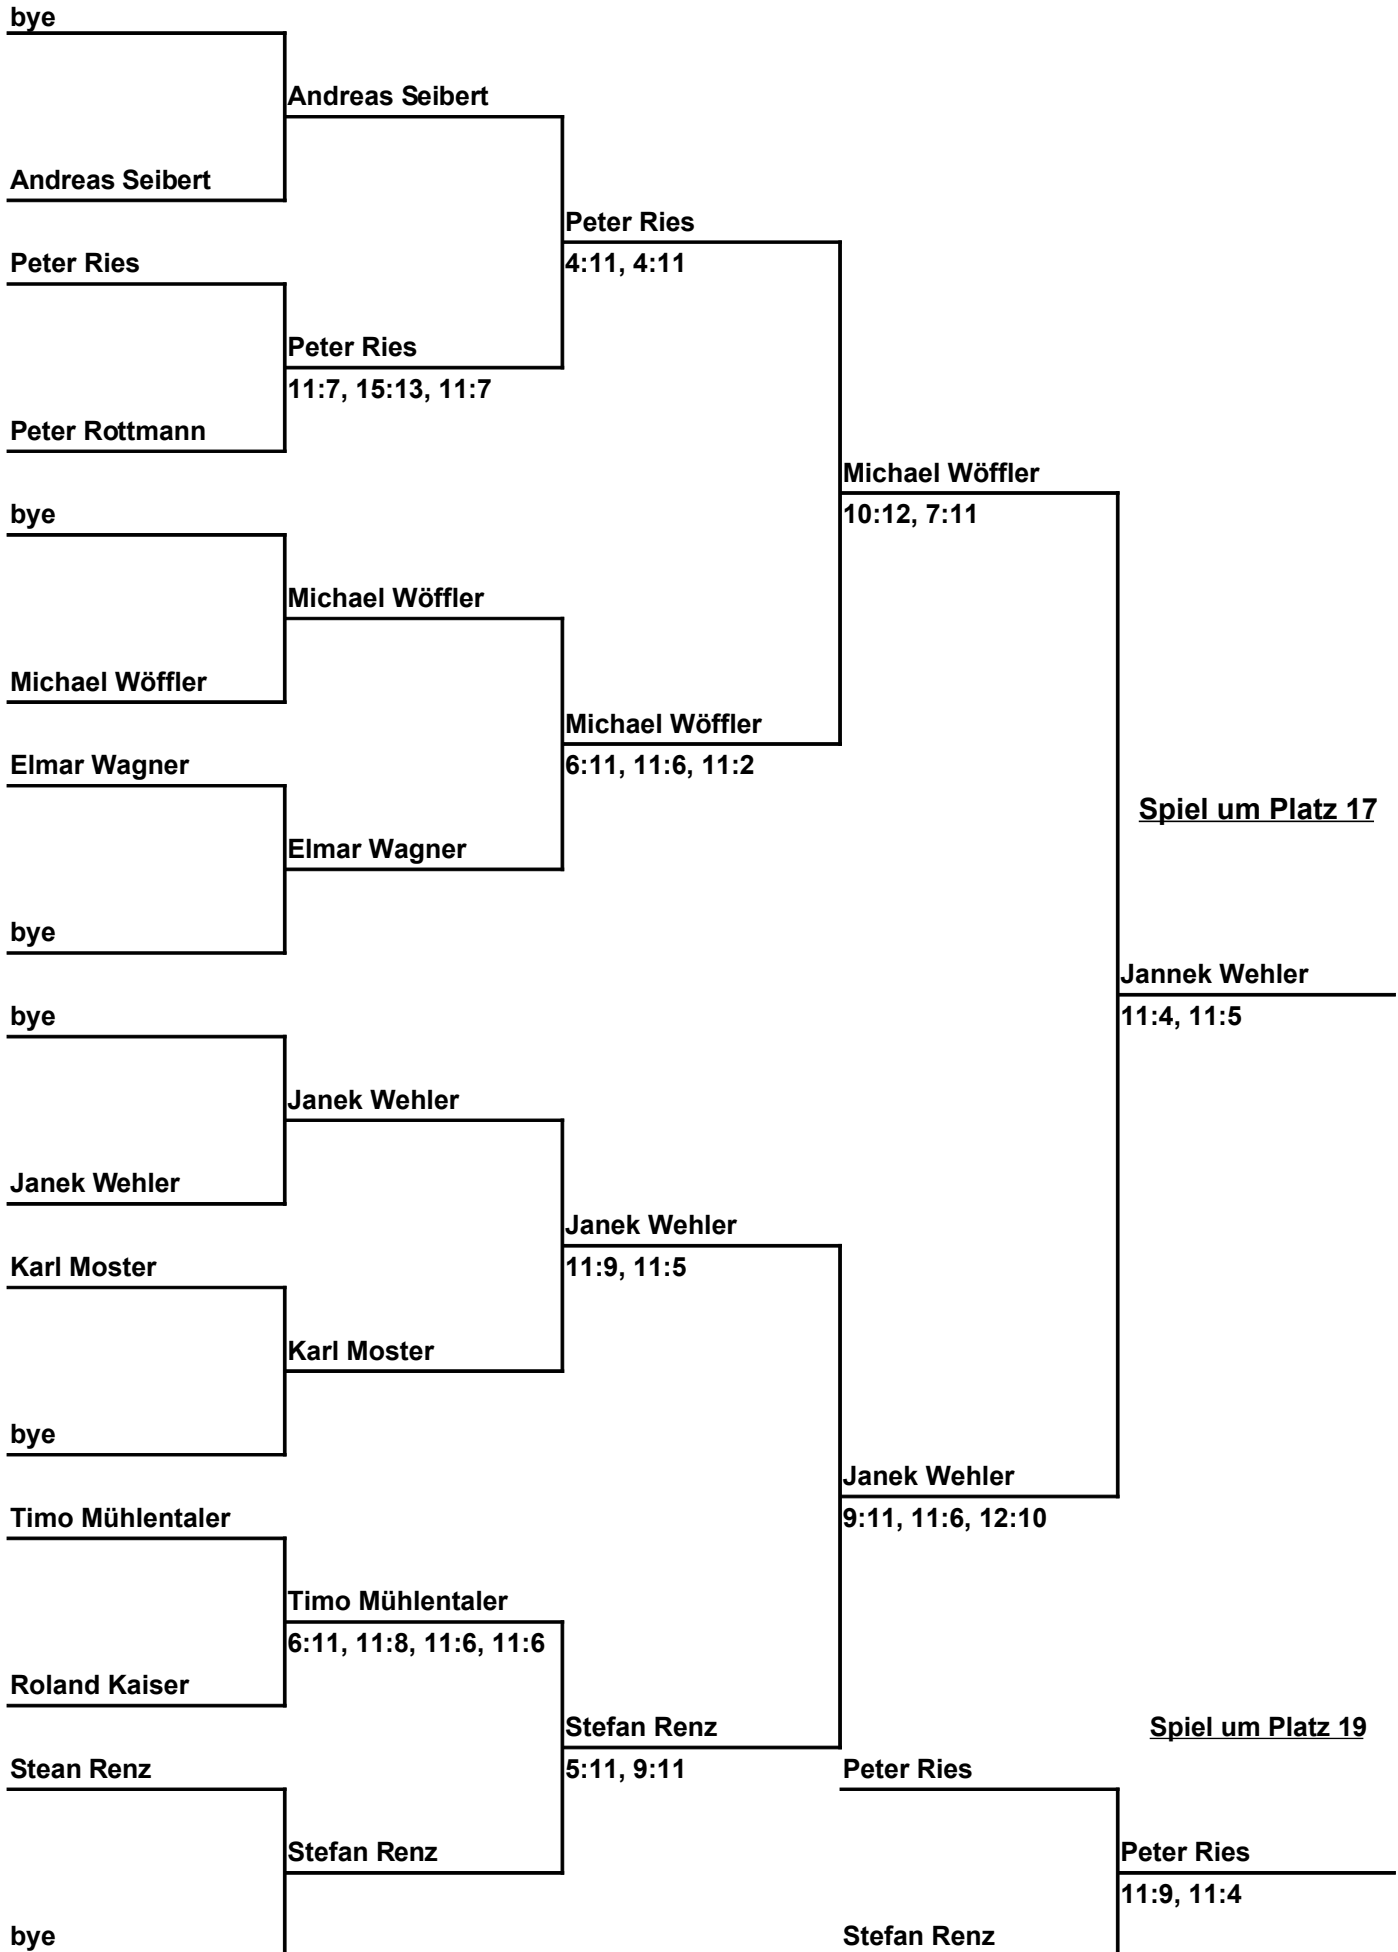 bye
Andreas Seibert
Andreas Seibert
Peter Ries
Peter Ries
4:11, 4:11
Peter Ries
11:7, 15:13, 11:7
Peter Rottmann
Michael Wöffler
bye
10:12, 7:11
Michael Wöffler
Michael Wöffler
Michael Wöffler
Elmar Wagner
6:11, 11:6, 11:2
Spiel um Platz 17
Elmar Wagner
bye
Jannek Wehler
bye
11:4, 11:5
Janek Wehler
Janek Wehler
Janek Wehler
Karl Moster
11:9, 11:5
Karl Moster
bye
Janek Wehler
Timo Mühlentaler
9:11, 11:6, 12:10
Timo Mühlentaler
6:11, 11:8, 11:6, 11:6
Roland Kaiser
Stefan Renz
Spiel um Platz 19
Stean Renz
5:11, 9:11
Peter Ries
Stefan Renz
Peter Ries
11:9, 11:4
bye
Stefan Renz